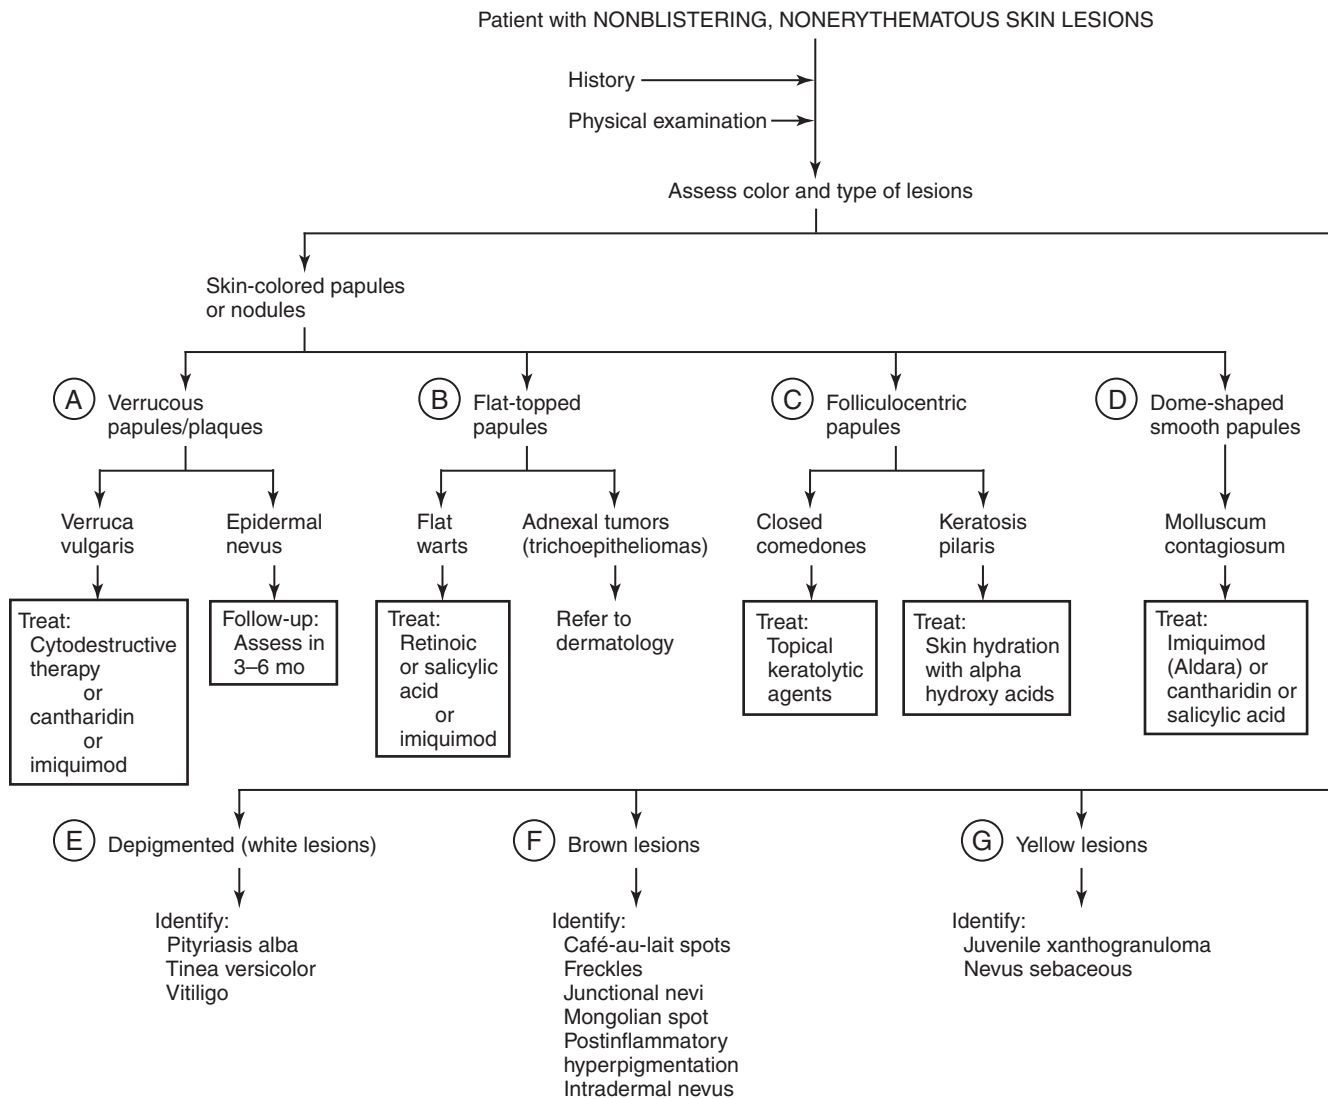 Patient with NONBLISTERING, NONERYTHEMATOUS SKIN LESIONS
History
Physical examination
Assess color and type of lesions
Skin-colored papules
or nodules
A
Verrucous
papules/plaques
B
Flat-topped
papules
C
Folliculocentric
papules
D
Dome-shaped
smooth papules
Verruca
vulgaris
Epidermal
nevus
Flat
warts
Adnexal tumors
(trichoepitheliomas)
Closed
comedones
Keratosis
pilaris
Molluscum
contagiosum
Treat:
Cytodestructive
therapy
or
cantharidin
or
imiquimod
Follow-up:
Assess in
3–6 mo
Treat:
Retinoic
or salicylic
acid
or
imiquimod
Refer to
dermatology
Treat:
Topical
keratolytic
agents
Treat:
Skin hydration
with alpha
hydroxy acids
Treat:
Imiquimod
(Aldara) or
cantharidin or
salicylic acid
E
Depigmented (white lesions)
Identify:
Pityriasis alba
Tinea versicolor
Vitiligo
F
Brown lesions
Identify:
Café-au-lait spots
Freckles
Junctional nevi
Mongolian spot
Postinflammatory
hyperpigmentation
Intradermal nevus
G
Yellow lesions
Identify:
Juvenile xanthogranuloma
Nevus sebaceous